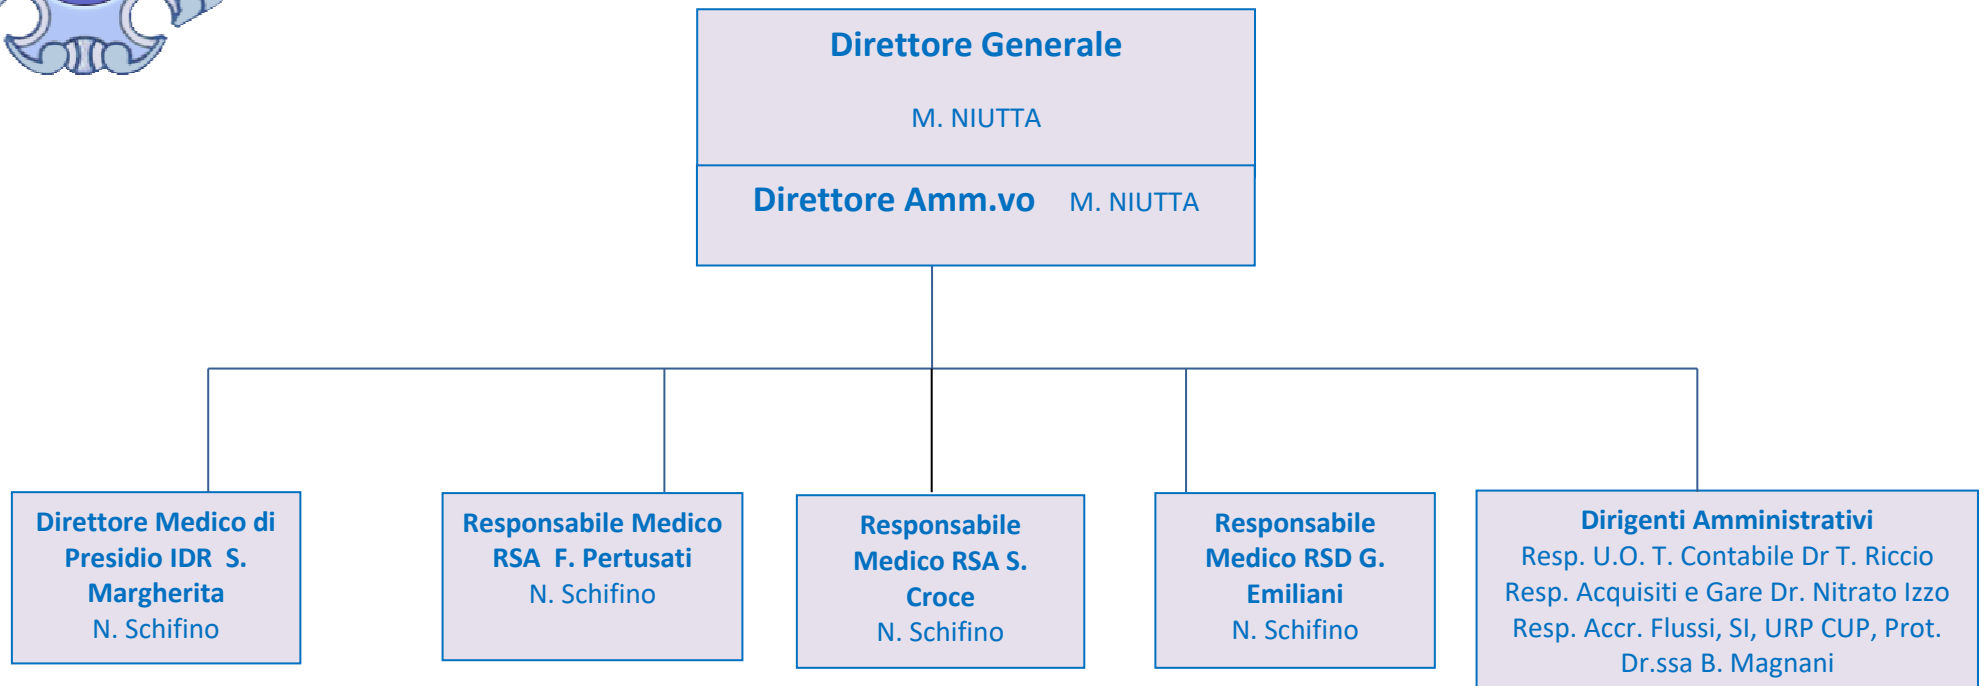 Direttore Generale
M. NIUTTA
Direttore Amm.vo M. NIUTTA
Direttore Medico di
Presidio IDR S.
Margherita
N. Schifino
Responsabile Medico
RSA F. Pertusati
N. Schifino
Responsabile
Medico RSA S.
Croce
N. Schifino
Responsabile
Medico RSD G.
Emiliani
N. Schifino
Dirigenti Amministrativi
Resp. U.O. T. Contabile Dr T. Riccio
Resp. Acquisiti e Gare Dr. Nitrato Izzo
Resp. Accr. Flussi, SI, URP CUP, Prot.
Dr.ssa B. Magnani